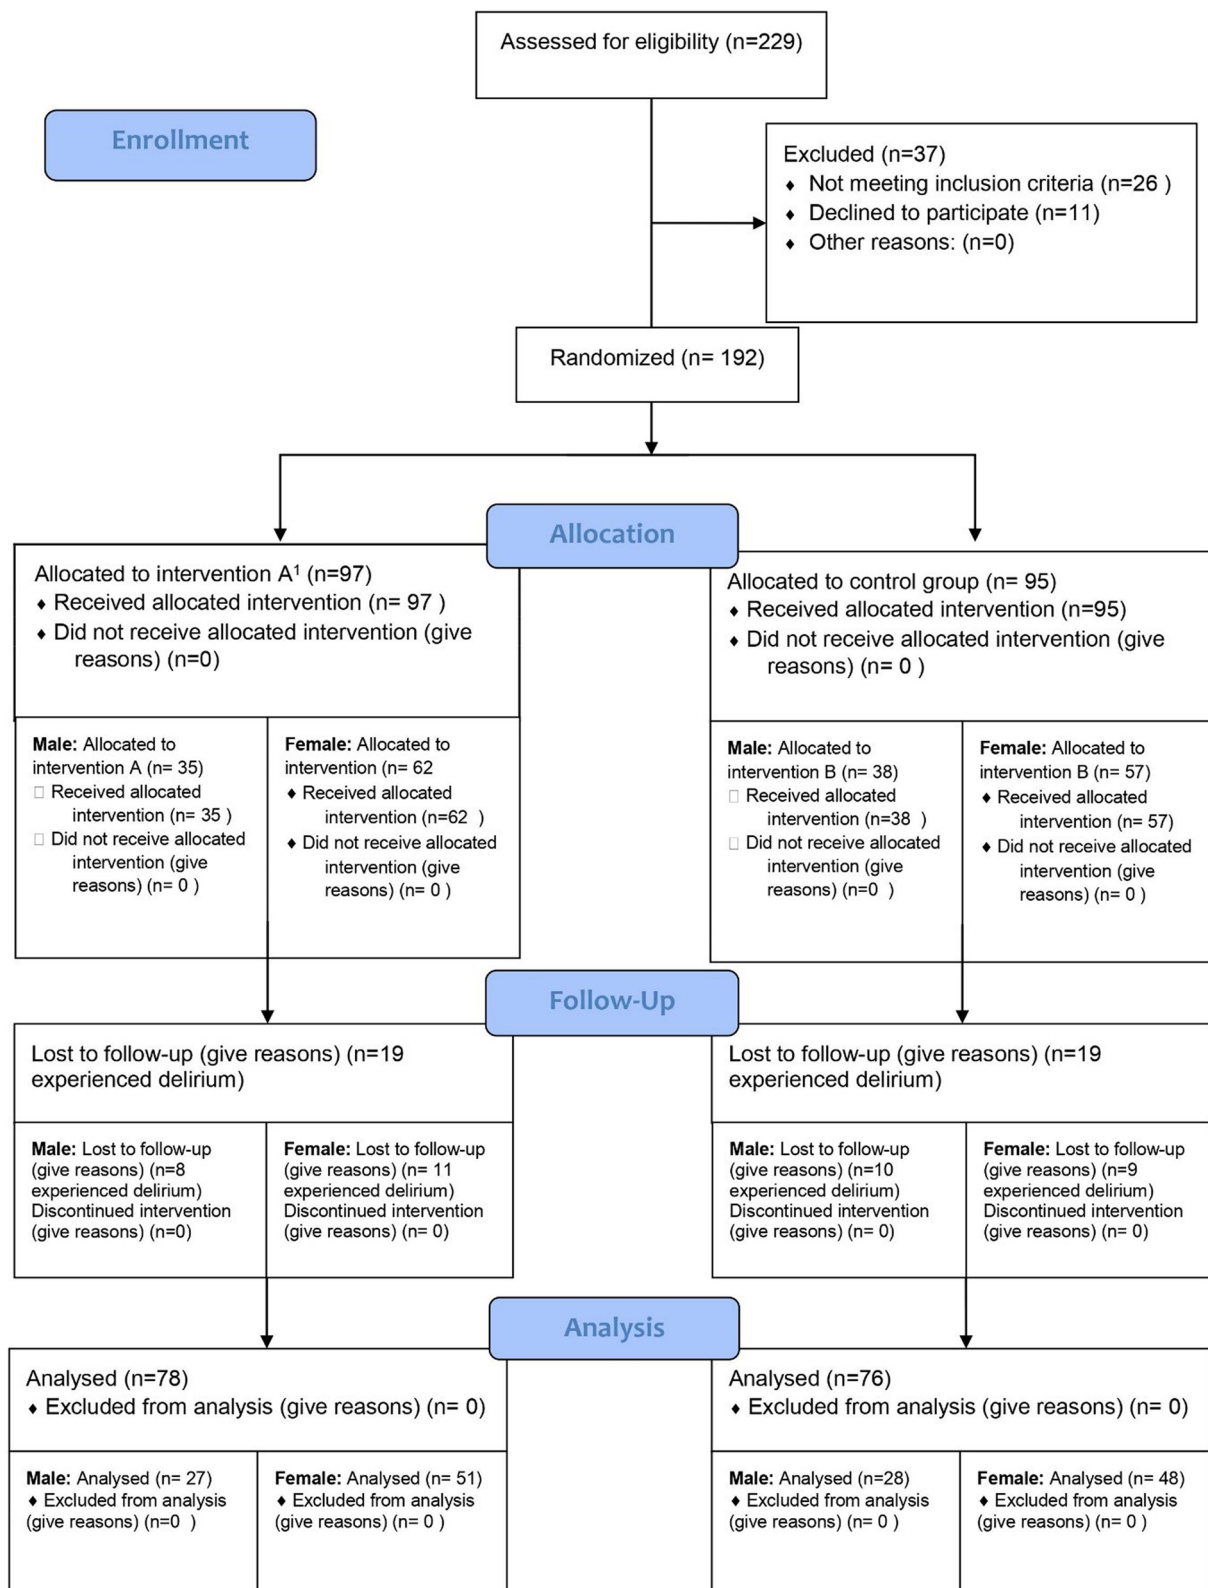 Assessed for eligibility (n=229)
Enrollment
Excluded (n=37)
♦ Not meeting inclusion criteria (n=26 )
♦ Declined to participate (n=11)
♦ Other reasons: (n=0)
Randomized (n= 192)
Allocation
Allocated to intervention A¹ (n=97)
♦ Received allocated intervention (n= 97 )
♦ Did not receive allocated intervention (give
reasons) (n=0)
Allocated to control group (n= 95)
♦ Received allocated intervention (n=95)
♦ Did not receive allocated intervention (give
reasons) (n= 0 )
Male: Allocated to
intervention A (n= 35)
□ Received allocated
intervention (n= 35 )
□ Did not receive allocated
intervention (give
reasons) (n= 0 )
Female: Allocated to
intervention (n= 62
♦ Received allocated
intervention (n=62 )
♦ Did not receive allocated
intervention (give
reasons) (n= 0 )
Male: Allocated to
intervention B (n= 38)
□ Received allocated
intervention (n=38 )
□ Did not receive allocated
intervention (give
reasons) (n=0 )
Female: Allocated to
intervention B (n= 57)
♦ Received allocated
intervention (n= 57)
♦ Did not receive allocated
intervention (give
reasons) (n= 0 )
Follow-Up
Lost to follow-up (give reasons) (n=19
experienced delirium)
Lost to follow-up (give reasons) (n=19
experienced delirium)
Male: Lost to follow-up
(give reasons) (n=8
experienced delirium)
Discontinued intervention
(give reasons) (n=0)
Female: Lost to follow-up
(give reasons) (n= 11
experienced delirium)
Discontinued intervention
(give reasons) (n= 0)
Male: Lost to follow-up
(give reasons) (n=10
experienced delirium)
Discontinued intervention
(give reasons) (n= 0)
Female: Lost to follow-up
(give reasons) (n=9
experienced delirium)
Discontinued intervention
(give reasons) (n= 0)
Analysis
Analysed (n=78)
♦ Excluded from analysis (give reasons) (n= 0)
Analysed (n=76)
♦ Excluded from analysis (give reasons) (n= 0)
Male: Analysed (n= 27)
♦ Excluded from analysis
(give reasons) (n=0 )
Female: Analysed (n= 51)
♦ Excluded from analysis
(give reasons) (n= 0 )
Male: Analysed (n=28)
♦ Excluded from analysis
(give reasons) (n= 0 )
Female: Analysed (n= 48)
♦ Excluded from analysis
(give reasons) (n= 0 )